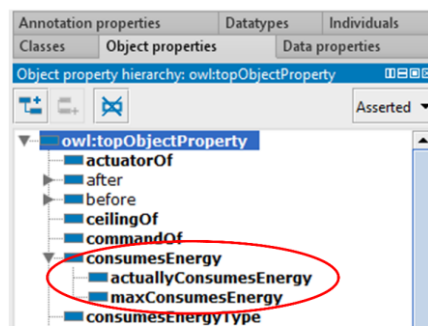 Annotation properties Datatypes Individuals
Classes Object properties Data properties
Object property hierarchy: owl:topObjectProperty
Asserted
owl:topObjectProperty
actuatorOf
after
before
ceilingOf
commandOf
consumesEnergy
actuallyConsumesEnergy
maxConsumesEnergy
consumesEnergyType